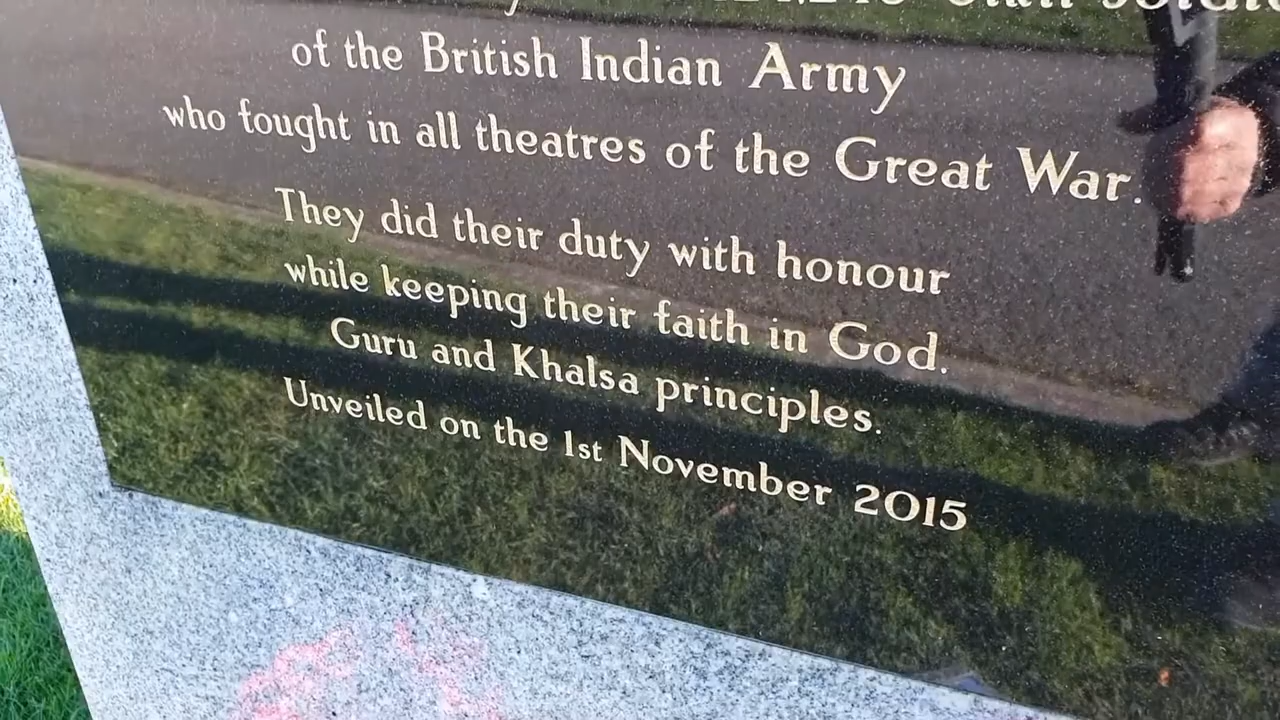 of the British Indian Army
who fought in all theatres of the Great War.
They did their duty with honour
while keeping their faith in God.
Guru and Khalsa principles.
Unveiled on the 1st November 2015